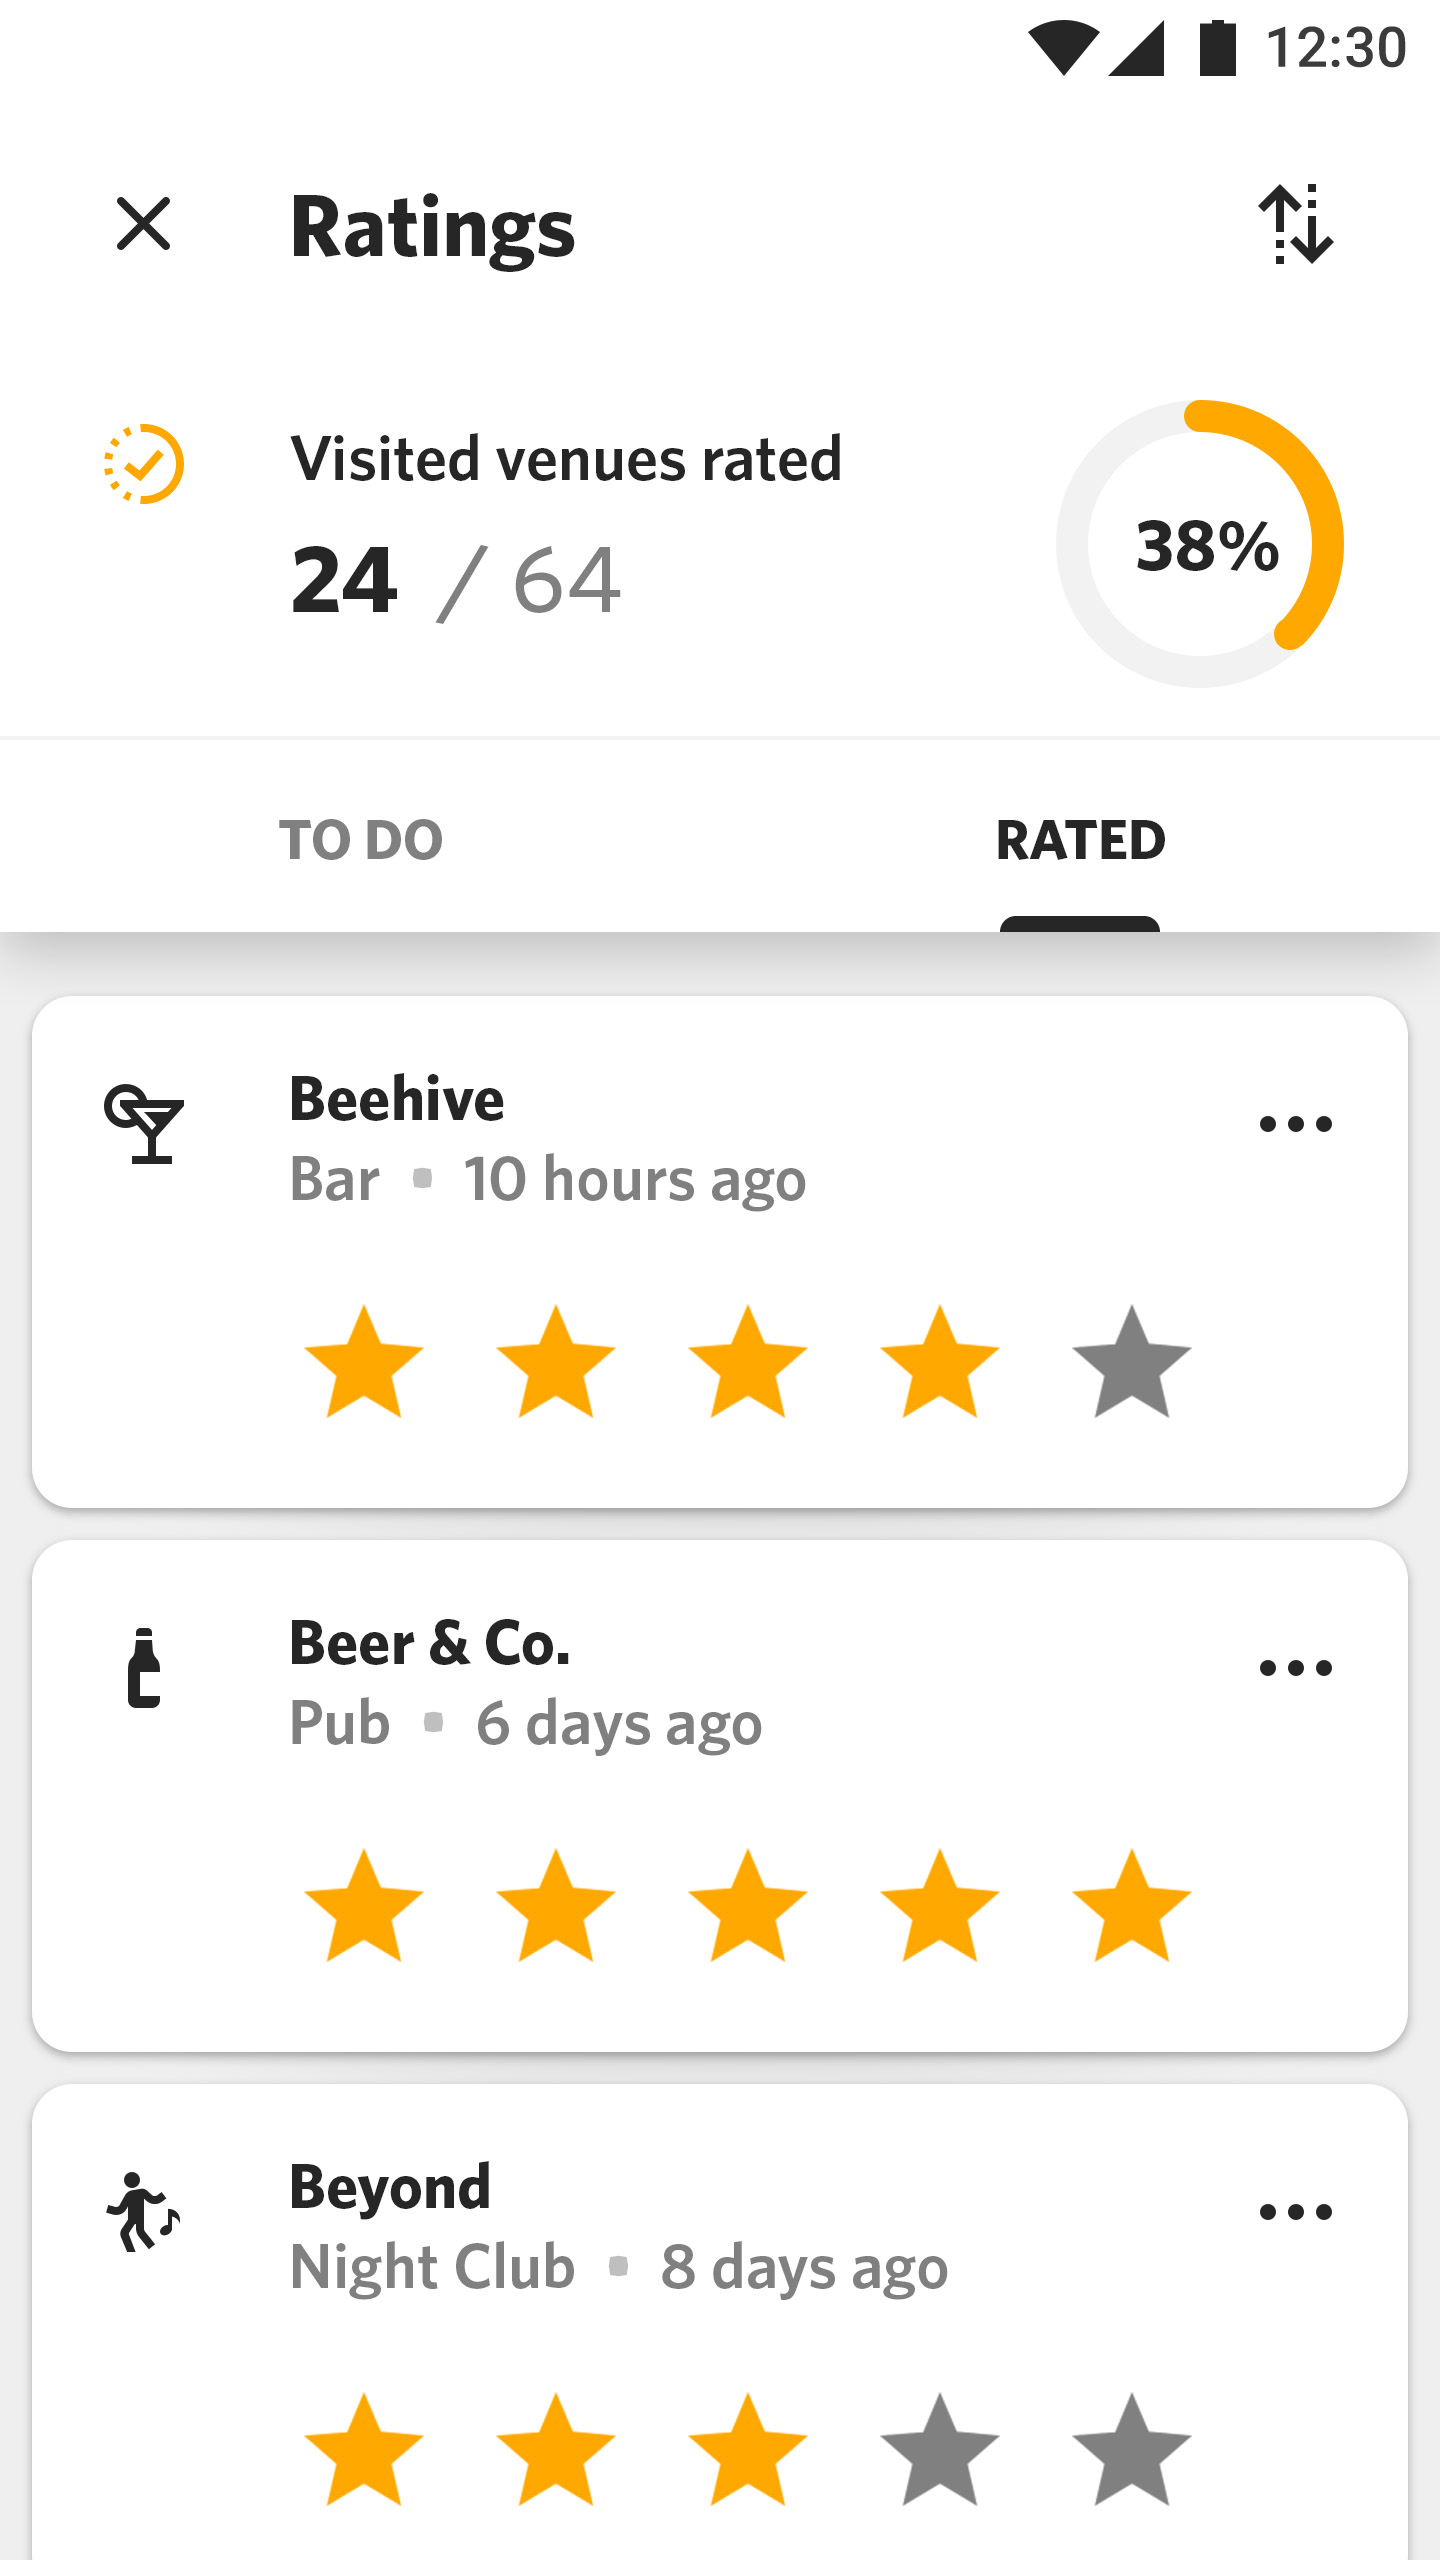 12:30
Ratings
Visited venues rated
24 / 64
38%
TO DO
RATED
Beehive
Bar ▪ 10 hours ago
Beer & Co.
Pub ▪ 6 days ago
Beyond
Night Club ▪ 8 days ago